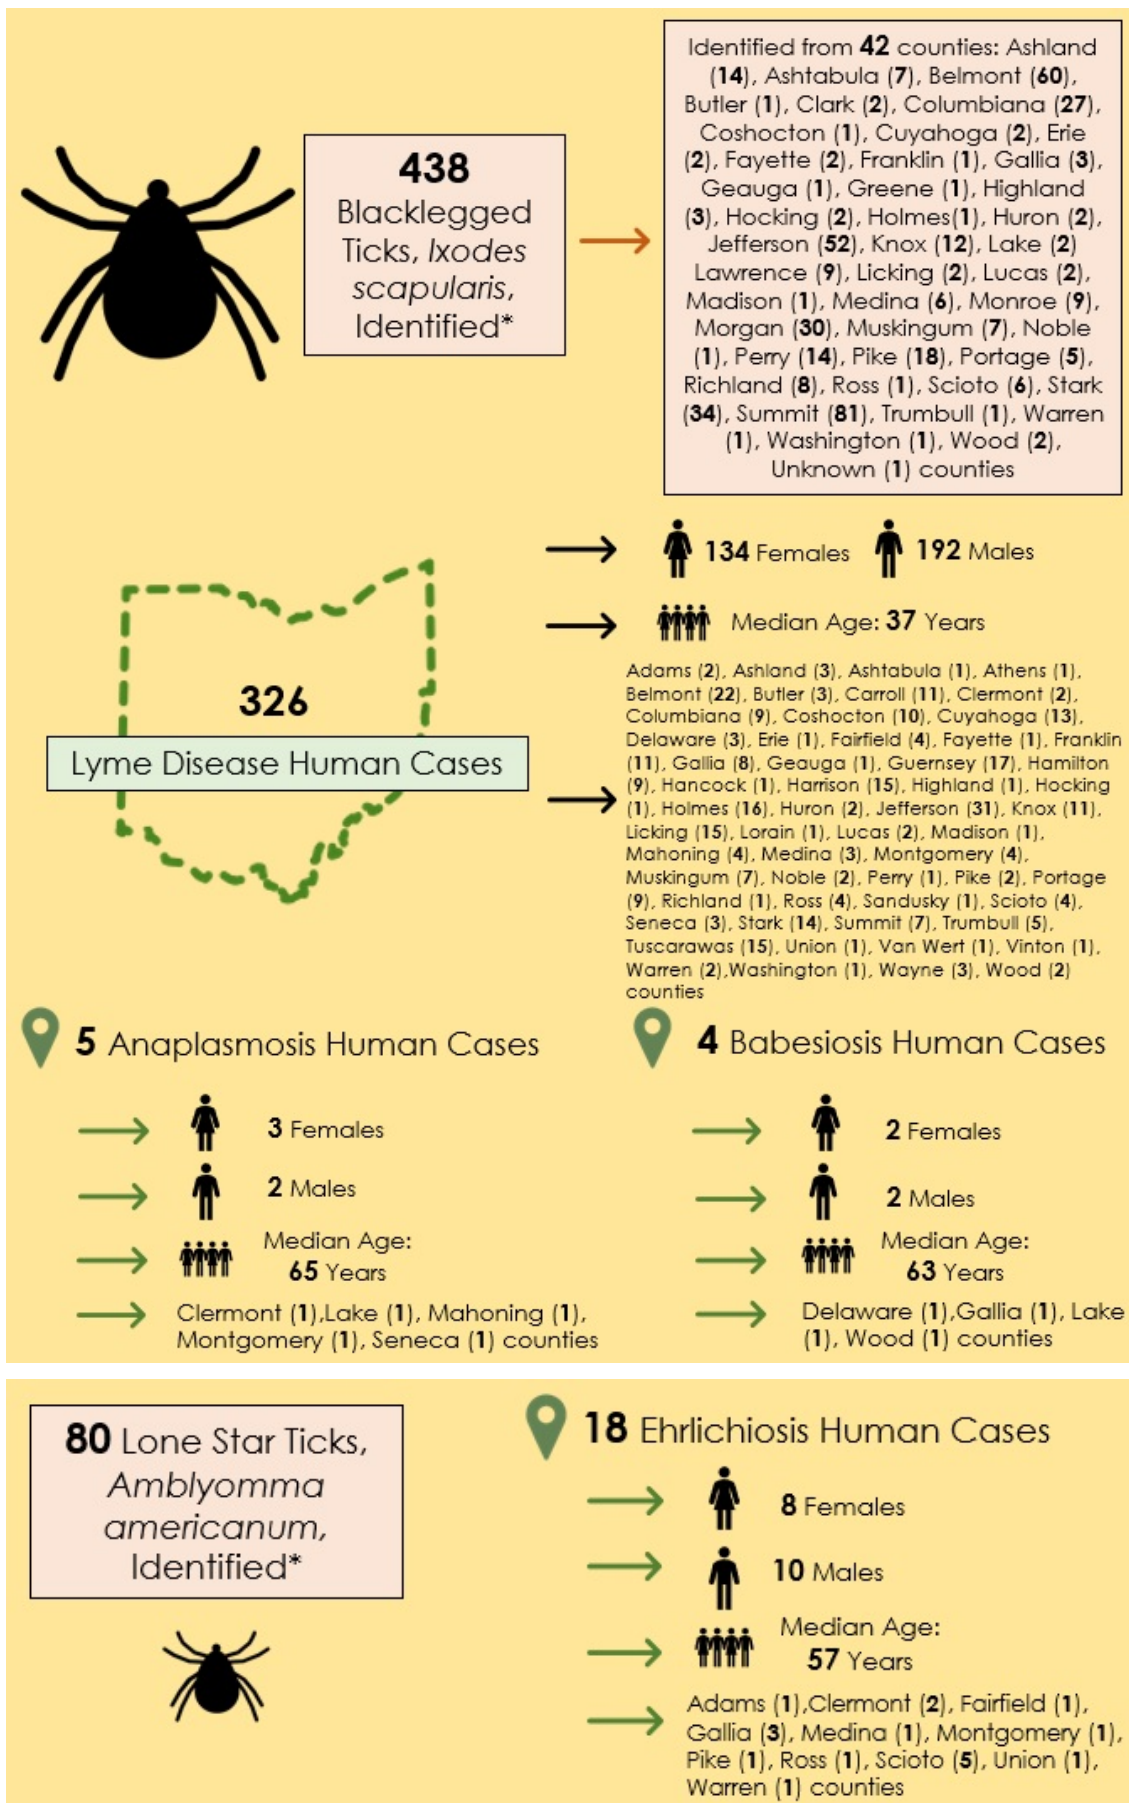 438
Blacklegged
Ticks, Ixodes
scapularis,
Identified*
Identified from 42 counties: Ashland
(14), Ashtabula (7), Belmont (60),
Butler (1), Clark (2), Columbiana (27),
Coshocton (1), Cuyahoga (2), Erie
(2), Fayette (2), Franklin (1), Gallia (3),
Geauga (1), Greene (1), Highland
(3), Hocking (2), Holmes(1), Huron (2),
Jefferson (52), Knox (12), Lake (2)
Lawrence (9), Licking (2), Lucas (2),
Madison (1), Medina (6), Monroe (9),
Morgan (30), Muskingum (7), Noble
(1), Perry (14), Pike (18), Portage (5),
Richland (8), Ross (1), Scioto (6), Stark
(34), Summit (81), Trumbull (1), Warren
(1), Washington (1), Wood (2),
Unknown (1) counties
134 Females 192 Males
Median Age: 37 Years
326
Lyme Disease Human Cases
Adams (2), Ashland (3), Ashtabula (1), Athens (1),
Belmont (22), Butler (3), Carroll (11), Clermont (2),
Columbiana (9), Coshocton (10), Cuyahoga (13),
Delaware (3), Erie (1), Fairfield (4), Fayette (1), Franklin
(11), Gallia (8), Geauga (1), Guernsey (17), Hamilton
(9), Hancock (1), Harrison (15), Highland (1), Hocking
(1), Holmes (16), Huron (2), Jefferson (31), Knox (11),
Licking (15), Lorain (1), Lucas (2), Madison (1),
Mahoning (4), Medina (3), Montgomery (4),
Muskingum (7), Noble (2), Perry (1), Pike (2), Portage
(9), Richland (1), Ross (4), Sandusky (1), Scioto (4),
Seneca (3), Stark (14), Summit (7), Trumbull (5),
Tuscarawas (15), Union (1), Van Wert (1), Vinton (1),
Warren (2),Washington (1), Wayne (3), Wood (2)
counties
5 Anaplasmosis Human Cases
3 Females
2 Males
Median Age:
65 Years
Clermont (1),Lake (1), Mahoning (1),
Montgomery (1), Seneca (1) counties
4 Babesiosis Human Cases
2 Females
2 Males
Median Age:
63 Years
Delaware (1),Gallia (1), Lake
(1), Wood (1) counties
80 Lone Star Ticks,
Amblyomma
americanum,
Identified*
18 Ehrlichiosis Human Cases
8 Females
10 Males
Median Age:
57 Years
Adams (1),Clermont (2), Fairfield (1),
Gallia (3), Medina (1), Montgomery (1),
Pike (1), Ross (1), Scioto (5), Union (1),
Warren (1) counties